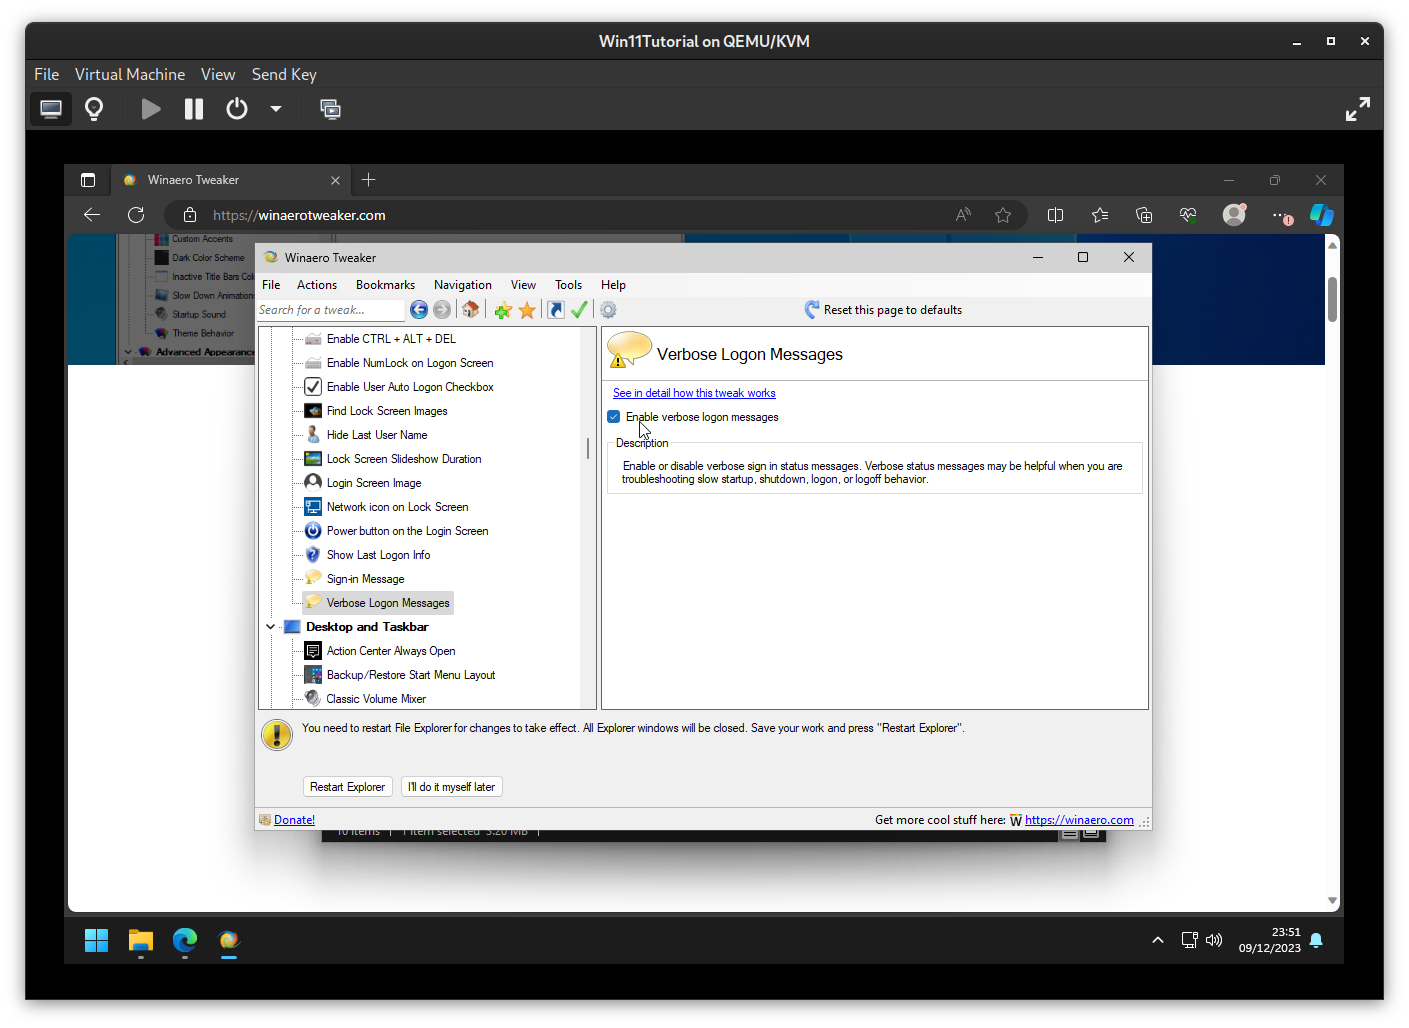 Win11Tutorial on QEMU/KVM
File Virtual Machine View Send Key
Winaero Tweaker
https://winaerotweaker.com
Custom Accents
Dark Color Scheme
Inactive Title Bars Col
Slow Down Animation
Startup Sound
Theme Behavior
Advanced Appearance
Winaero Tweaker
File Actions Bookmarks Navigation View Tools Help
Search for a tweak...
Reset this page to defaults
Enable CTRL + ALT + DEL
Enable NumLock on Logon Screen
Enable User Auto Logon Checkbox
Find Lock Screen Images
Hide Last User Name
Lock Screen Slideshow Duration
Login Screen Image
Network icon on Lock Screen
Power button on the Login Screen
Show Last Logon Info
Sign-in Message
Verbose Logon Messages
Desktop and Taskbar
Action Center Always Open
Backup/Restore Start Menu Layout
Classic Volume Mixer
Verbose Logon Messages
See in detail how this tweak works
Enable verbose logon messages
Description
Enable or disable verbose sign in status messages. Verbose status messages may be helpful when you are
troubleshooting slow startup, shutdown, logon, or logoff behavior.
You need to restart File Explorer for changes to take effect. All Explorer windows will be closed. Save your work and press "Restart Explorer".
Restart Explorer
I'll do it myself later
Donate!
Get more cool stuff here: https://winaero.com
10 items 1 item selected 3.20 MB
23:51
09/12/2023